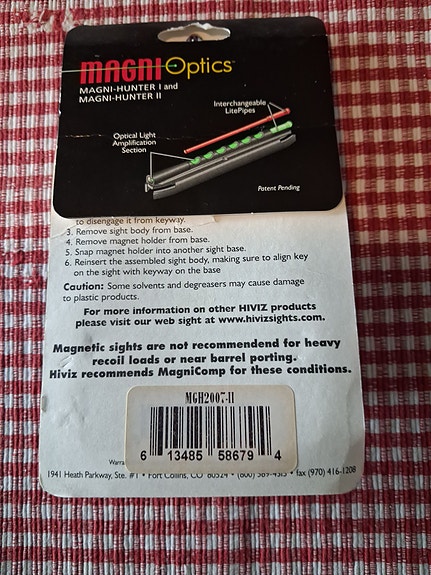 MAGNIOptics
MAGNI-HUNTER I and
MAGNI-HUNTER II
Interchangeable
LitePipes
Optical Light
Amplification
Section
Patent Pending
to disengage it from keyway.
3. Remove sight body from base.
4. Remove magnet holder from base.
5. Snap magnet holder into another sight base.
6. Reinsert the assembled sight body, making sure to align key
on the sight with keyway on the base
Caution: Some solvents and degreasers may cause damage
to plastic products.
For more information on other HIVIZ products
please visit our web sight at www.hivizsights.com.
Magnetic sights are not recommendend for heavy
recoil loads or near barrel porting.
Hiviz recommends MagniComp for these conditions.
MGH2007-II
6 13485 58679 4
1941 Heath Parkway, Ste. #1 • Fort Collins, CO 80524 • (800) 589-4315 • fax (970) 416-1208